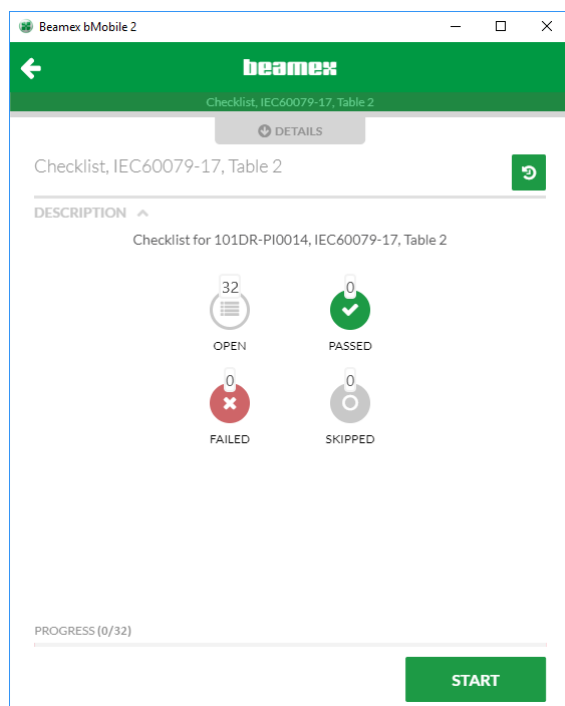 Beamex bMobile 2
beamex
Checklist, IEC60079-17, Table 2
DETAILS
Checklist, IEC60079-17, Table 2
DESCRIPTION
Checklist for 101DR-PI0014, IEC60079-17, Table 2
32 0
OPEN PASSED
0 0
FAILED SKIPPED
PROGRESS (0/32)
START